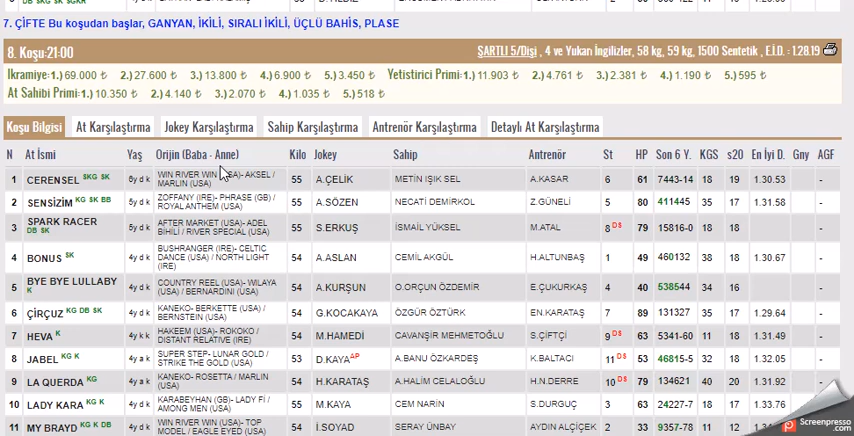 7. ÇİFTE Bu koşudan başlar, GANYAN, İKİLİ, SIRALI İKİLİ, ÜÇLÜ BAHİS, PLASE
8. Koşu:21:00 ŞARTLI 5/Dişi , 4 ve Yukarı İngilizler, 58 kg, 59 kg, 1500 Sentetik , E.İ.D. : 1.28.19
İkramiye:1.) 69.000 ₺ 2.) 27.600 ₺ 3.) 13.800 ₺ 4.) 6.900 ₺ 5.) 3.450 ₺ Yetiştirici Primi:1.) 11.903 ₺ 2.) 4.761 ₺ 3.) 2.381 ₺ 4.) 1.190 ₺ 5.) 595 ₺
At Sahibi Primi:1.) 10.350 ₺ 2.) 4.140 ₺ 3.) 2.070 ₺ 4.) 1.035 ₺ 5.) 518 ₺
Koşu Bilgisi At Karşılaştırma Jokey Karşılaştırma Sahip Karşılaştırma Antrenör Karşılaştırma Detaylı At Karşılaştırma
N At İsmi Yaş Orijin (Baba - Anne) Kilo Jokey Sahip Antrenör St HP Son 6 Y. KGS s20 En İyi D. Gny AGF
1 CERENSEL SKG SK 6y d k WIN RIVER WIN (USA)- AKSEL / MARLIN (USA) 55 A.ÇELİK METİN IŞIK SEL A.KASAR 6 61 7443-14 18 19 1.30.53 -
2 SENSİZİM KG SK BB 5y d k ZOFFANY (IRE)- PHRASE (GB) / ROYAL ANTHEM (USA) 55 A.SÖZEN NECATİ DEMİRKOL Z.GÜNELİ 5 80 411445 35 17 1.31.58 -
3 SPARK RACER DB SK 5y d k AFTER MARKET (USA)- ADEL BIHILI / RIVER SPECIAL (USA) 55 S.ERKUŞ İSMAİL YÜKSEL M.ATAL 8 DS 79 15816-0 18 18 -
4 BONUS SK 4y d k BUSHRANGER (IRE)- CELTIC DANCE (USA) / NORTH LIGHT (IRE) 54 A.ASLAN CEMİL AKGÜL H.ALTUNBAŞ 1 49 460132 38 18 1.30.67 -
5 BYE BYE LULLABY K 4y d k COUNTRY REEL (USA)- WILAYA (USA) / BERNARDINI (USA) 54 A.KURŞUN O.ORÇUN ÖZDEMİR E.ÇUKURKAŞ 4 50 538544 34 16 -
6 ÇİRÇUZ KG DB SK 4y d k KANEKO- BERKETTE (USA) / BERNSTEIN (USA) 54 G.KOCAKAYA ÖZGÜR ÖZTÜRK EN.KARATAŞ 7 89 131327 35 17 1.29.64 -
7 HEVA K 4y k k HAKEEM (USA)- ROKOKO / DISTANT RELATIVE (IRE) 54 M.HAMEDİ CAVANŞİR MEHMETOĞLU S.ÇİFTÇİ 9 DS 63 5341-60 11 18 1.31.49 -
8 JABEL KG K 4y a k SUPER STEP- LUNAR GOLD / STRIKE THE GOLD (USA) 53 D.KAYA AP A.BANU ÖZKARDEŞ K.BALTACI 11 DS 53 46815-5 32 18 1.32.05 -
9 LA QUERDA KG 4y a k KANEKO- ROSETTA / MARLIN (USA) 54 H.KARATAŞ A.HALİM CELALOĞLU H.N.DERRE 10 DS 79 134621 40 20 1.31.92 -
10 LADY KARA KG K 4y d k KARABEYHAN (GB)- LADY FI / AMONG MEN (USA) 55 M.KAYA CEM NARİN S.DURGUÇ 3 63 24227-7 18 17 1.33.76
11 MY BRAYD KG K DB 4y d k WIN RIVER WIN (USA)- TOP MODEL / EAGLE EYED (USA) 54 İ.SOYAD SERAY ÜNBAY AYDIN ALÇİÇEK 2 33 9357-78 11 12
Screenpresso.com